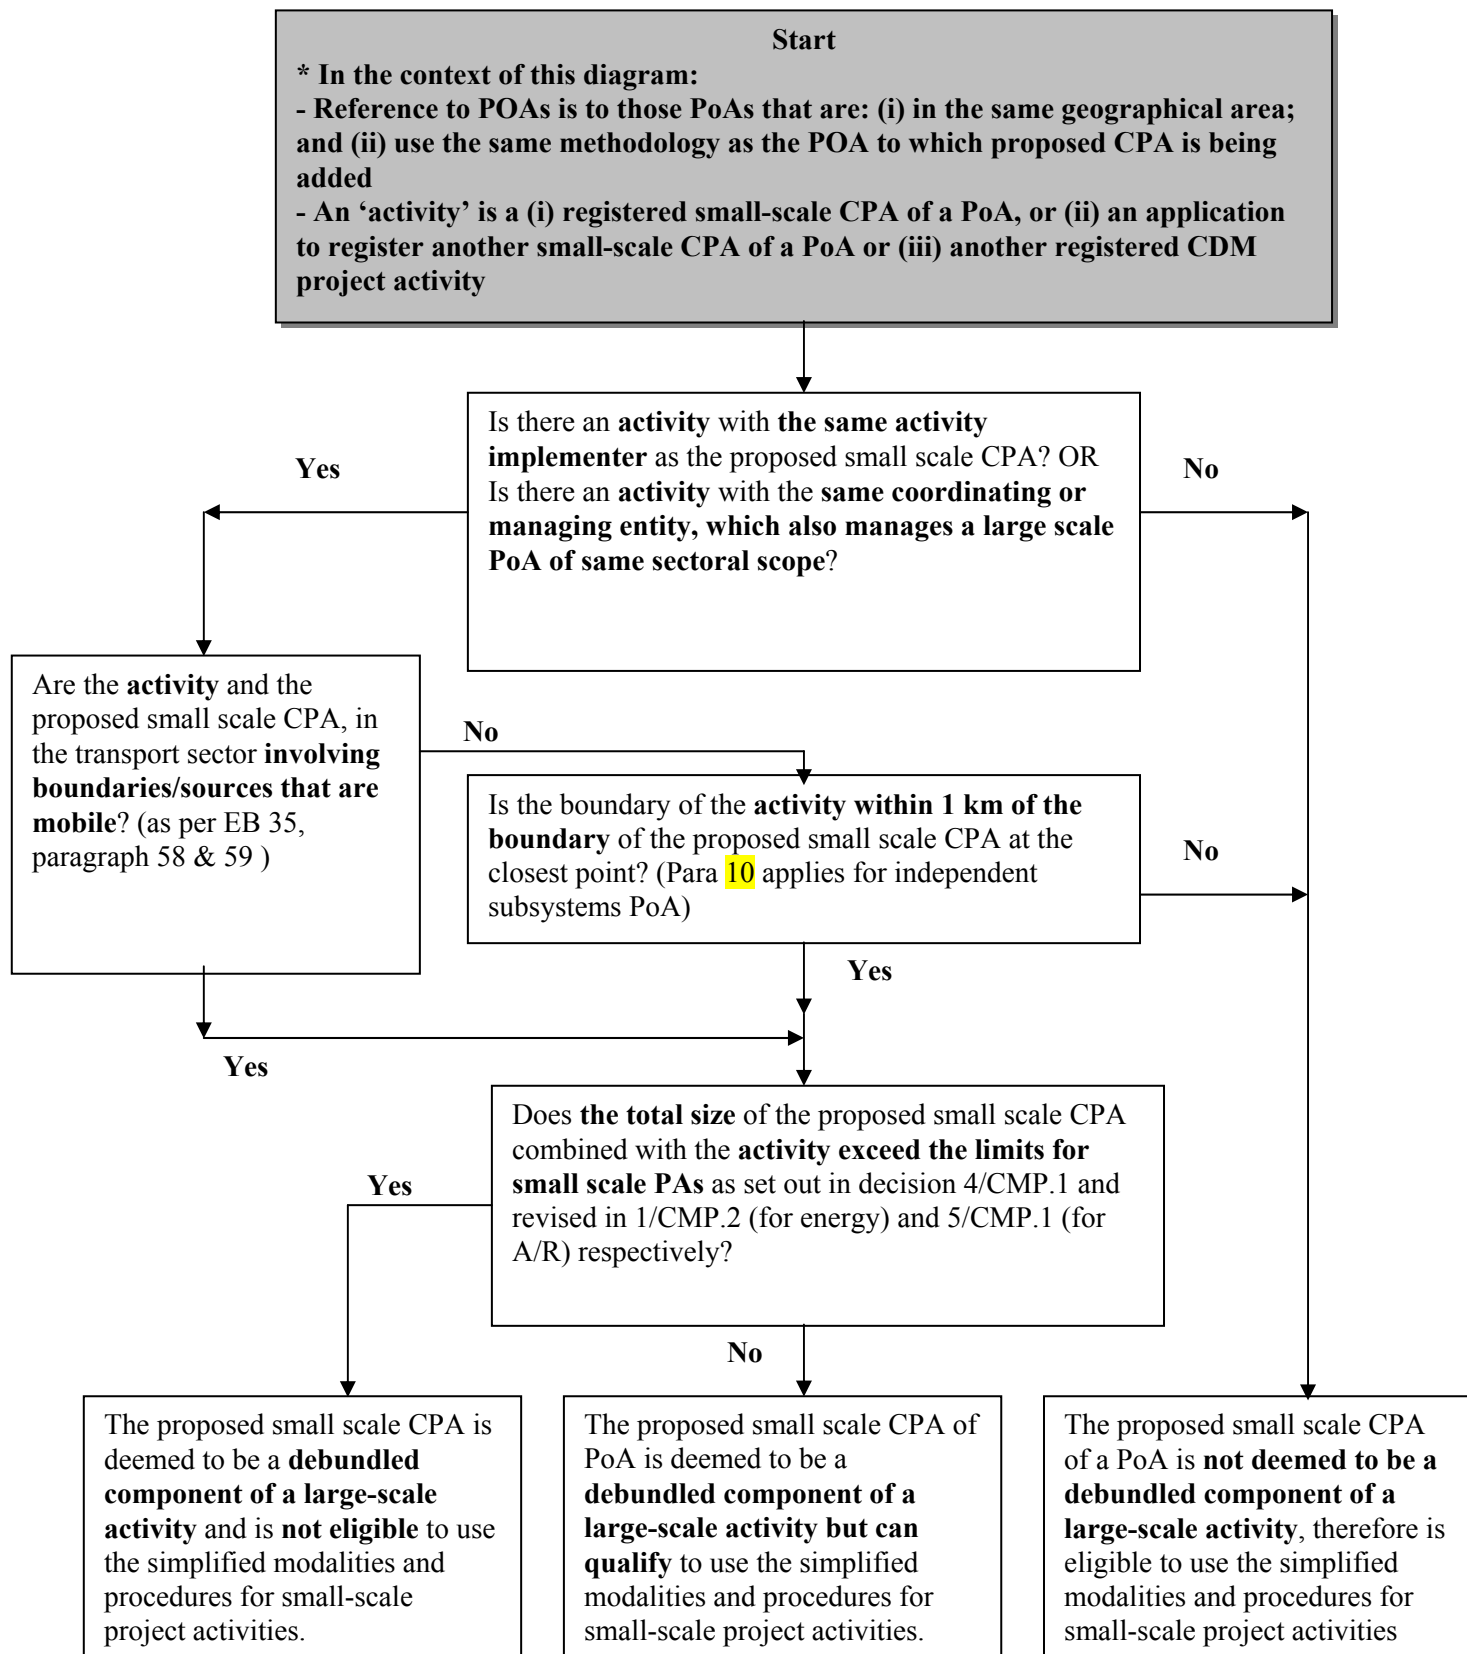 Start
* In the context of this diagram:
- Reference to POAs is to those PoAs that are: (i) in the same geographical area;
and (ii) use the same methodology as the POA to which proposed CPA is being
added
- An ‘activity’ is a (i) registered small-scale CPA of a PoA, or (ii) an application
to register another small-scale CPA of a PoA or (iii) another registered CDM
project activity
Is there an activity with the same activity
implementer as the proposed small scale CPA? OR
Is there an activity with the same coordinating or
managing entity, which also manages a large scale
PoA of same sectoral scope?
Yes
No
Are the activity and the
proposed small scale CPA, in
the transport sector involving
boundaries/sources that are
mobile? (as per EB 35,
paragraph 58 & 59 )
No
Is the boundary of the activity within 1 km of the
boundary of the proposed small scale CPA at the
closest point? (Para 10 applies for independent
subsystems PoA)
No
Yes
Yes
Does the total size of the proposed small scale CPA
combined with the activity exceed the limits for
small scale PAs as set out in decision 4/CMP.1 and
revised in 1/CMP.2 (for energy) and 5/CMP.1 (for
A/R) respectively?
Yes
No
The proposed small scale CPA is
deemed to be a debundled
component of a large-scale
activity and is not eligible to use
the simplified modalities and
procedures for small-scale
project activities.
The proposed small scale CPA of
PoA is deemed to be a
debundled component of a
large-scale activity but can
qualify to use the simplified
modalities and procedures for
small-scale project activities.
The proposed small scale CPA
of a PoA is not deemed to be a
debundled component of a
large-scale activity, therefore is
eligible to use the simplified
modalities and procedures for
small-scale project activities